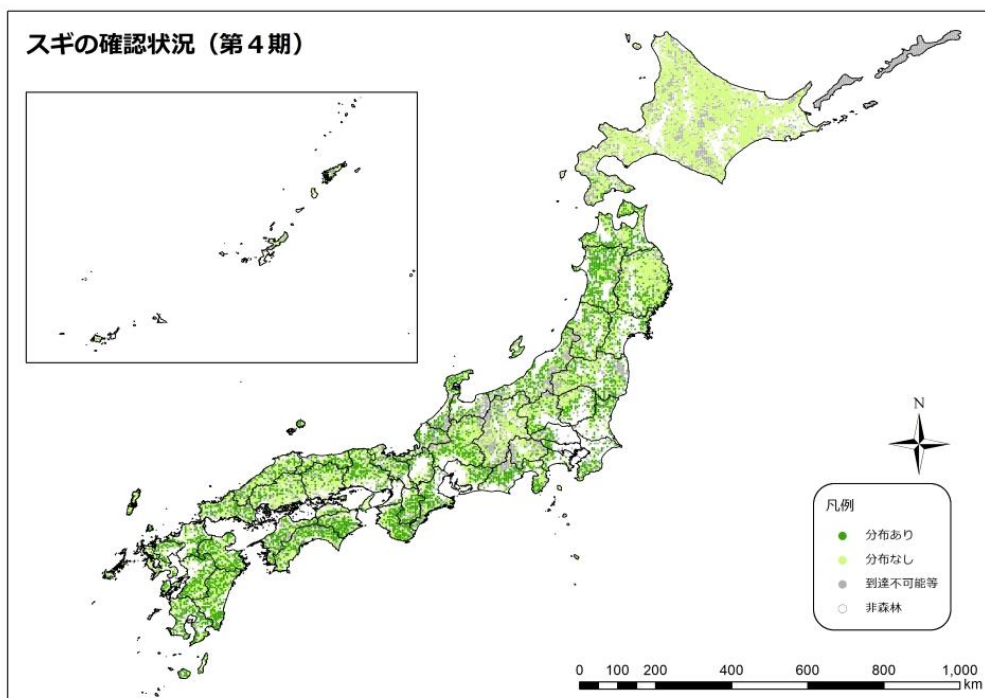 スギの確認状況（第４期）
N
凡例
分布あり
分布なし
到達不可能等
非森林
0 100 200 400 600 800 1,000
km